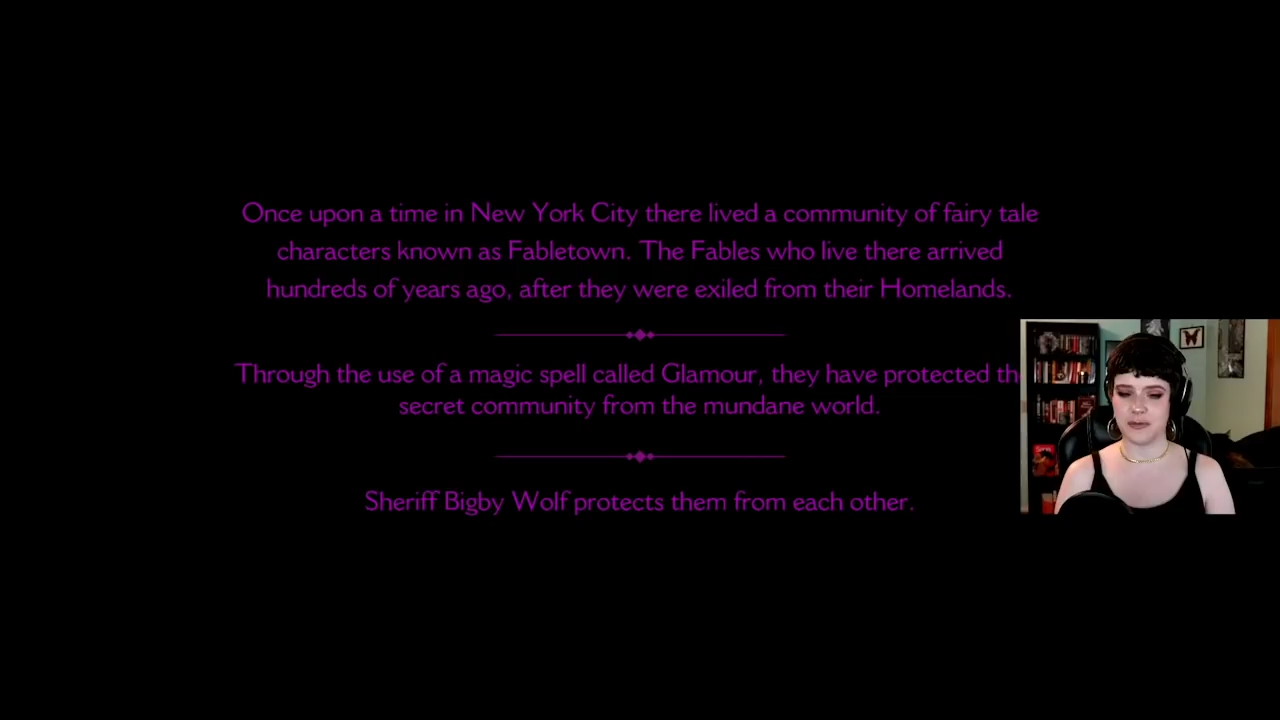 Once upon a time in New York City there lived a community of fairy tale
characters known as Fabletown. The Fables who live there arrived
hundreds of years ago, after they were exiled from their Homelands.
Through the use of a magic spell called Glamour, they have protected
secret community from the mundane world.
Sheriff Bigby Wolf protects them from each other.